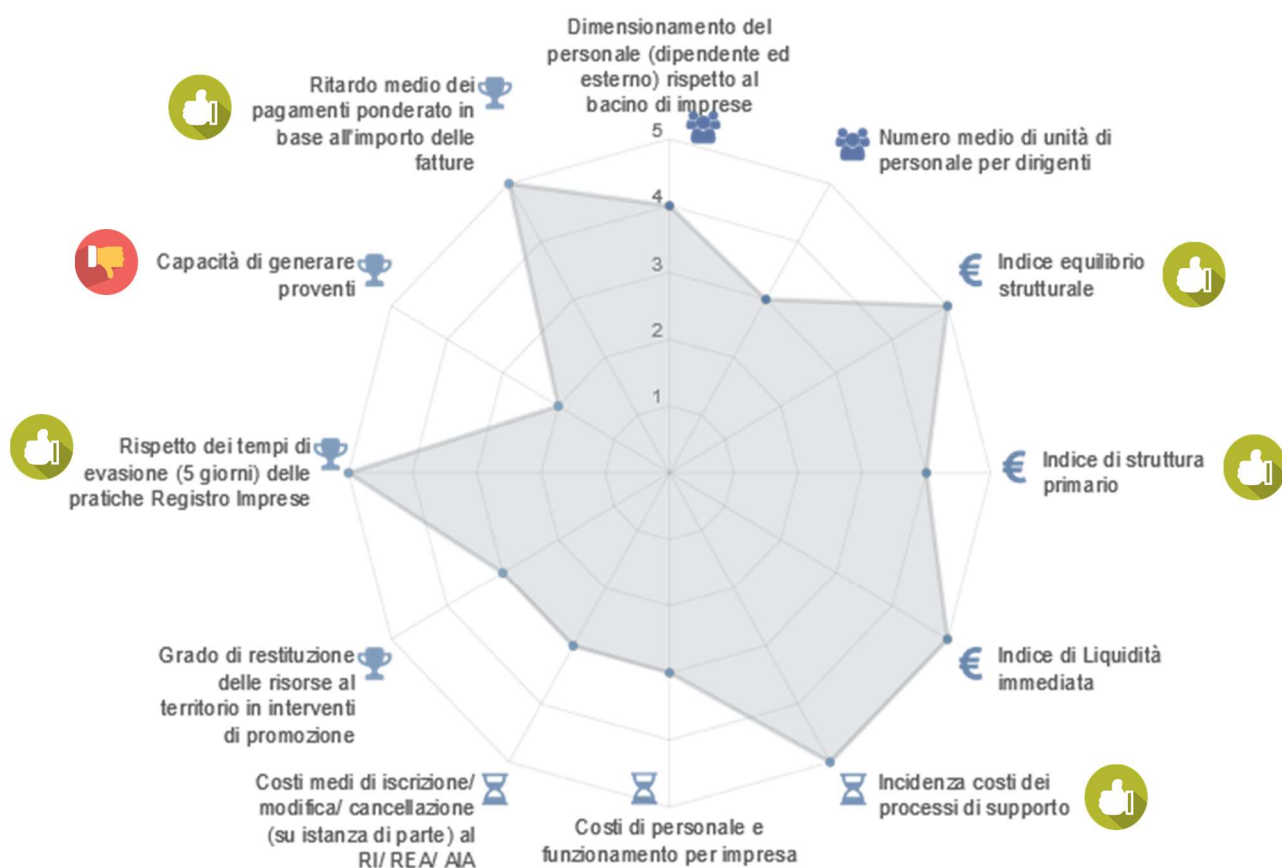 Dimensionamento del
personale (dipendente ed
esterno) rispetto al
bacino di imprese
Numero medio di unità di
personale per dirigenti
Indice equilibrio
strutturale
Indice di struttura
primario
Indice di Liquidità
immediata
Incidenza costi dei
processi di supporto
Costi di personale e
funzionamento per impresa
Costi medi di iscrizione/
modifica/ cancellazione
(su istanza di parte) al
RI/ REA/ AIA
Grado di restituzione
delle risorse al
territorio in interventi
di promozione
Rispetto dei tempi di
evasione (5 giorni) delle
pratiche Registro Imprese
Capacità di generare
proventi
Ritardo medio dei
pagamenti ponderato in
base all'importo delle
fatture
5
4
3
2
1